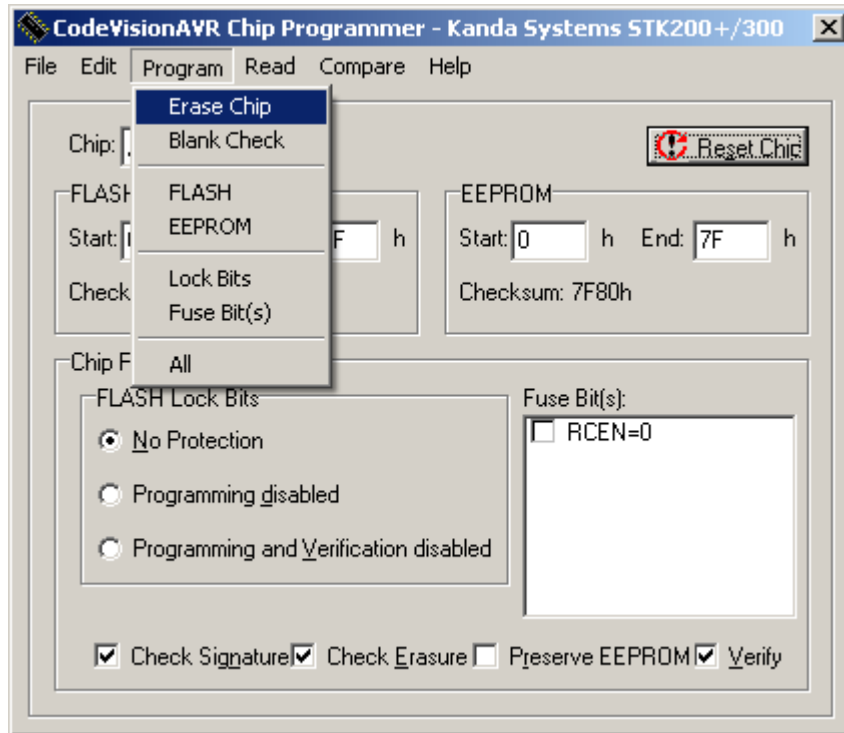 CodeVisionAVR Chip Programmer - Kanda Systems STK200+/300
File Edit Program Read Compare Help
Erase Chip
Blank Check
FLASH
EEPROM
Lock Bits
Fuse Bit(s)
All
Chip:
Reset Chip
FLASH
Start: F h
Check
EEPROM
Start: 0 h End: 7F h
Checksum: 7F80h
Chip
FLASH Lock Bits
No Protection
Programming disabled
Programming and Verification disabled
Fuse Bit(s):
RCEN=0
Check Signature Check Erasure Preserve EEPROM Verify